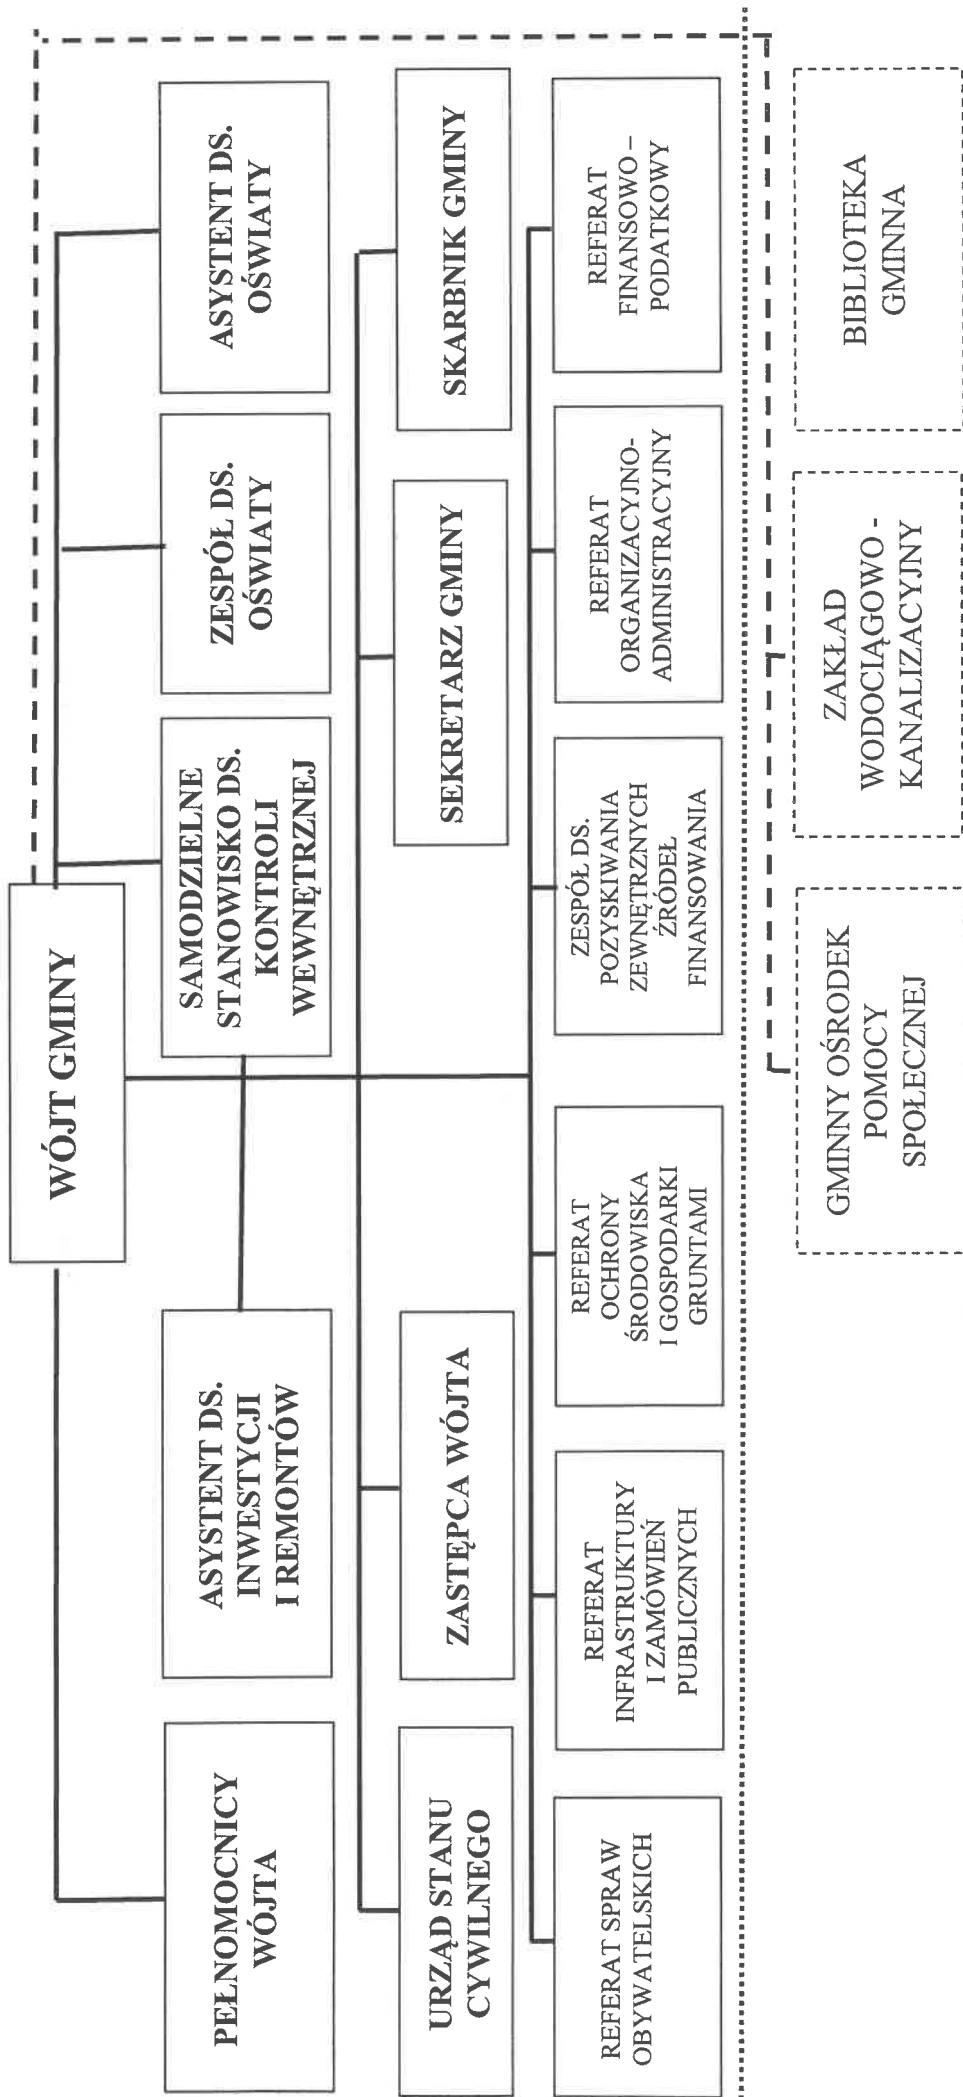 WÓJT GMINY
PEŁNOMOCNICY
WÓJTA
ASYSTENT DS.
INWESTYCJI
I REMONTÓW
SAMODZIELNE
STANOWISKO DS.
KONTROLI
WEWNĘTRZNEJ
ZESPÓŁ DS.
OŚWIATY
ASYSTENT DS.
OŚWIATY
URZĄD STANU
CYWILNEGO
ZASTĘPCA WÓJTA
SEKRETARZ GMINY
SKARBNIK GMINY
REFERAT SPRAW
OBYWATELSKICH
REFERAT
INFRASTRUKTURY
I ZAMÓWIEŃ
PUBLICZNYCH
REFERAT
OCHRONY
ŚRODOWISKA
I GOSPODARKI
GRUNTAMI
ZESPÓŁ DS.
POZYSKIWANIA
ZEWNĘTRZNYCH
ŹRÓDEŁ
FINANSOWANIA
REFERAT
ORGANIZACYJNO-
ADMINISTRACYJNY
REFERAT
FINANSOWO –
PODATKOWY
GMINNY OŚRODEK
POMOCY
SPOŁECZNEJ
ZAKŁAD
WODOCIĄGOWO -
KANALIZACYJNY
BIBLIOTEKA
GMINNA